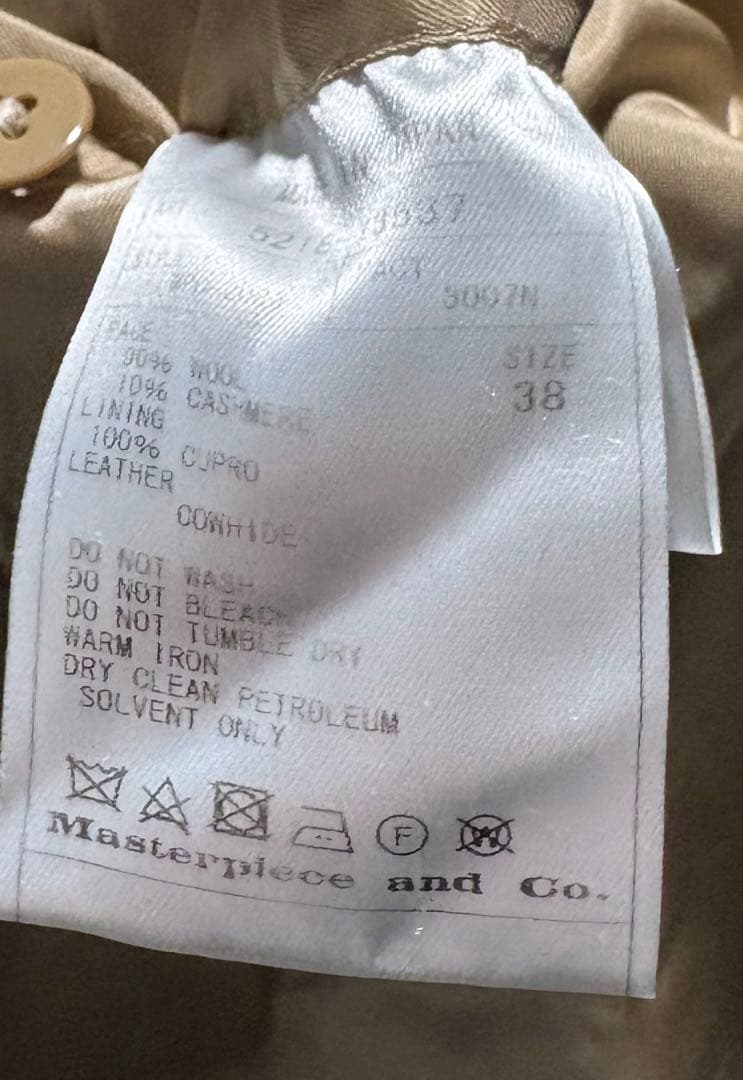 5007N
SIZE
38
90% WOOL
10% CASHMERE
LINING
100% CUPRO
LEATHER
COWHIDE
DO NOT WASH
DO NOT BLEACH
DO NOT TUMBLE DRY
WARM IRON
DRY CLEAN PETROLEUM
SOLVENT ONLY
F W
Masterpiece and Co.